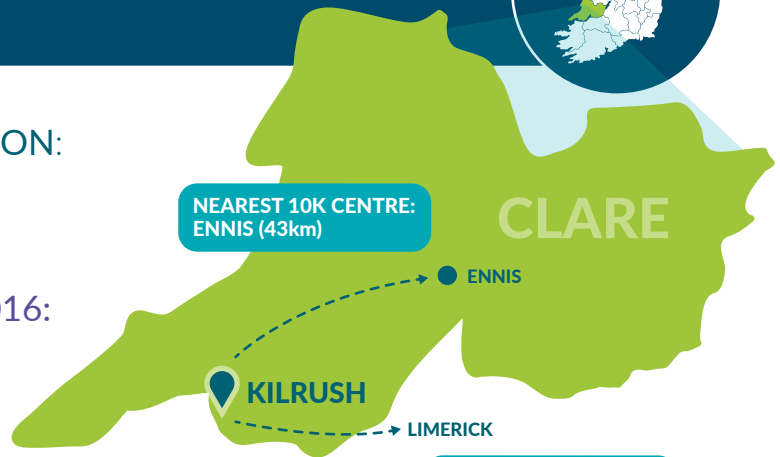 ON:
NEAREST 10K CENTRE:
ENNIS (43km)
CLARE
ENNIS
16:
KILRUSH
LIMERICK